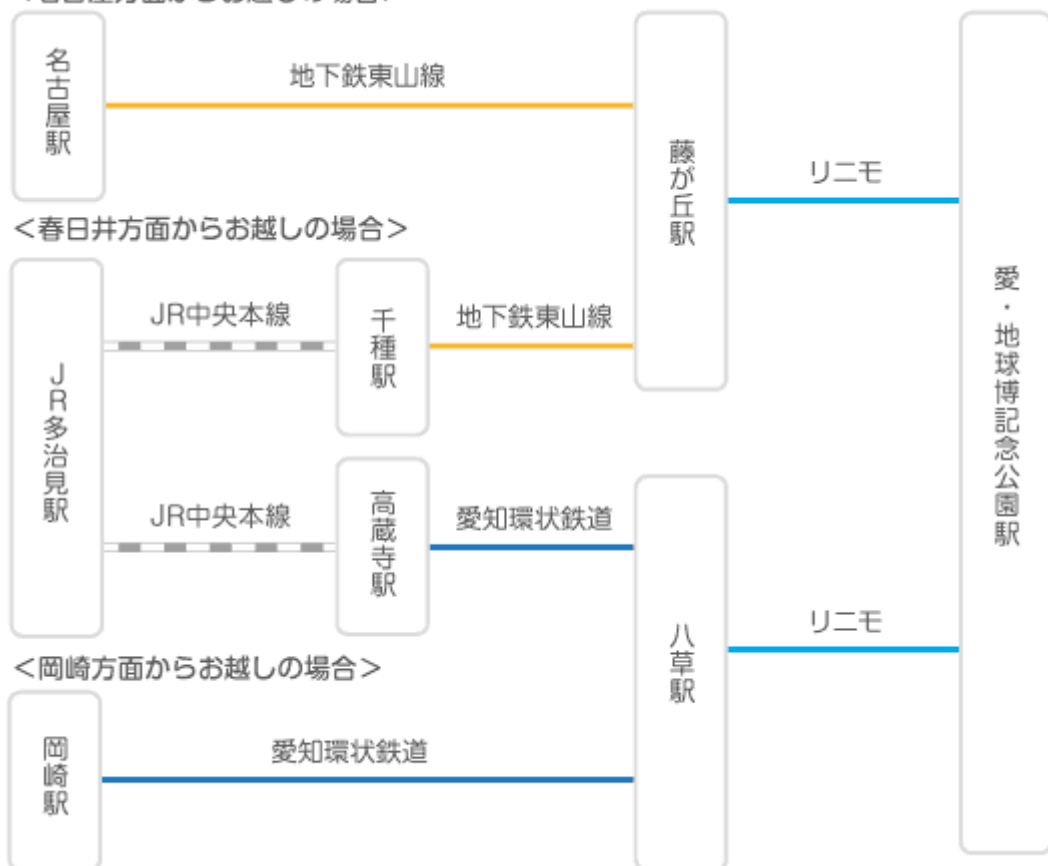 名古屋駅
地下鉄東山線
藤が丘駅
リニモ
愛・地球博記念公園駅
＜春日井方面からお越しの場合＞
JR多治見駅
JR中央本線
千種駅
地下鉄東山線
JR中央本線
高蔵寺駅
愛知環状鉄道
八草駅
リニモ
＜岡崎方面からお越しの場合＞
岡崎駅
愛知環状鉄道